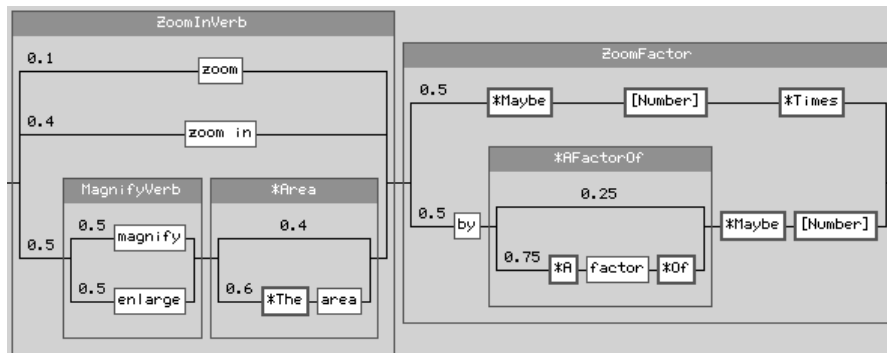 ZoomInVerb
0.1
zoom
0.4
zoom in
0.5
MagnifyVerb
0.5
magnify
0.5
enlarge
*Area
0.4
0.6
*The
area
ZoomFactor
0.5
*Maybe
[Number]
*Times
0.5
by
*AFactorOf
0.25
0.75
*A
factor
*Of
*Maybe
[Number]